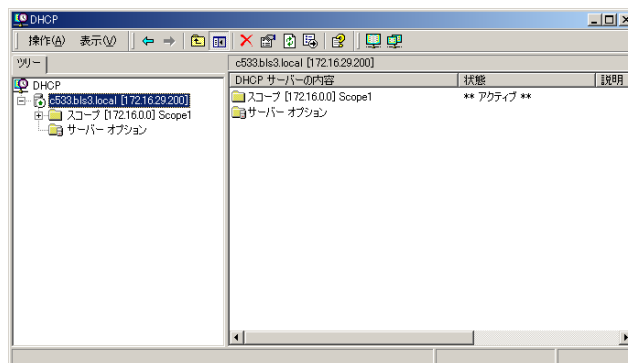 DHCP
操作(A) 表示(V)
ツリー
c533.bls3.local [172.16.29.200]
DHCP
c533.bls3.local [172.16.29.200]
スコープ [172.16.0.0] Scope1
サーバー オプション
DHCP サーバーの内容 状態 説明
スコープ [172.16.0.0] Scope1 ** アクティブ **
サーバー オプション